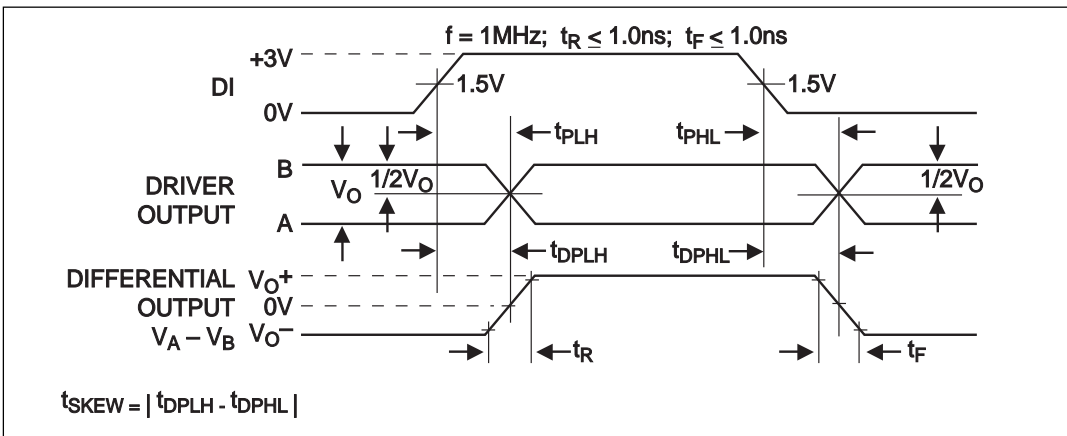 f = 1MHz; tR ≤ 1.0ns; tF ≤ 1.0ns
+3V
DI
1.5V
1.5V
0V
tPLH
tPHL
B
DRIVER
OUTPUT
VO
1/2VO
1/2VO
A
tDPLH
tDPHL
DIFFERENTIAL
OUTPUT
VA – VB
VO+
0V
VO–
tR
tF
tSKEW = | tDPLH - tDPHL |